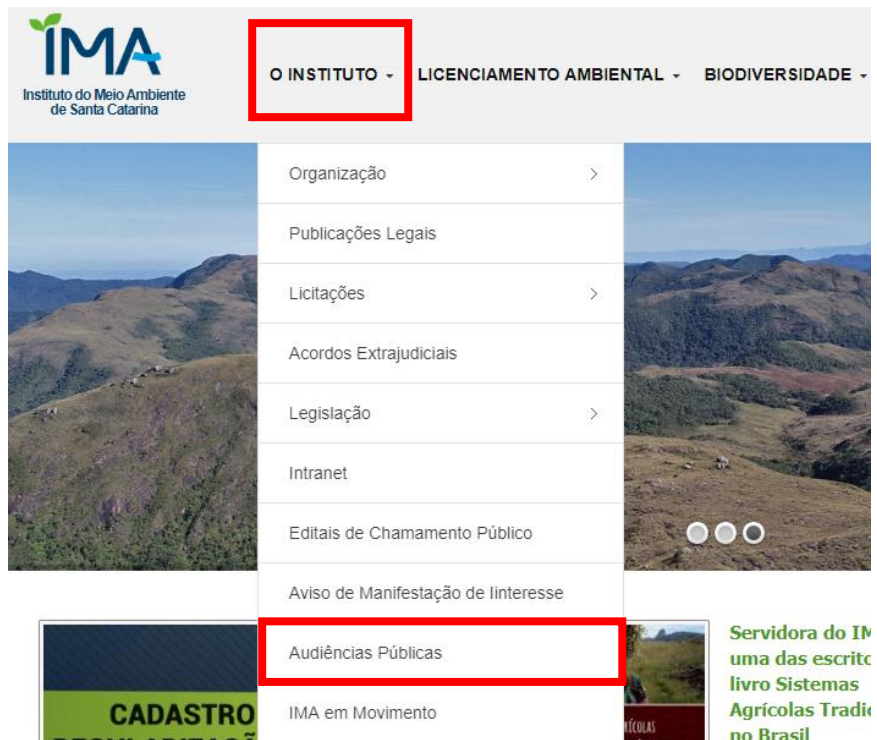 IMA
Instituto do Meio Ambiente
de Santa Catarina
O INSTITUTO
LICENCIAMENTO AMBIENTAL
BIODIVERSIDADE
Organização
Publicações Legais
Licitações
Acordos Extrajudiciais
Legislação
Intranet
Editais de Chamamento Público
Aviso de Manifestação de Iinteresse
Audiências Públicas
IMA em Movimento
CADASTRO
Servidora do IM
uma das escrito
livro Sistemas
Agrícolas Tradic
no Brasil